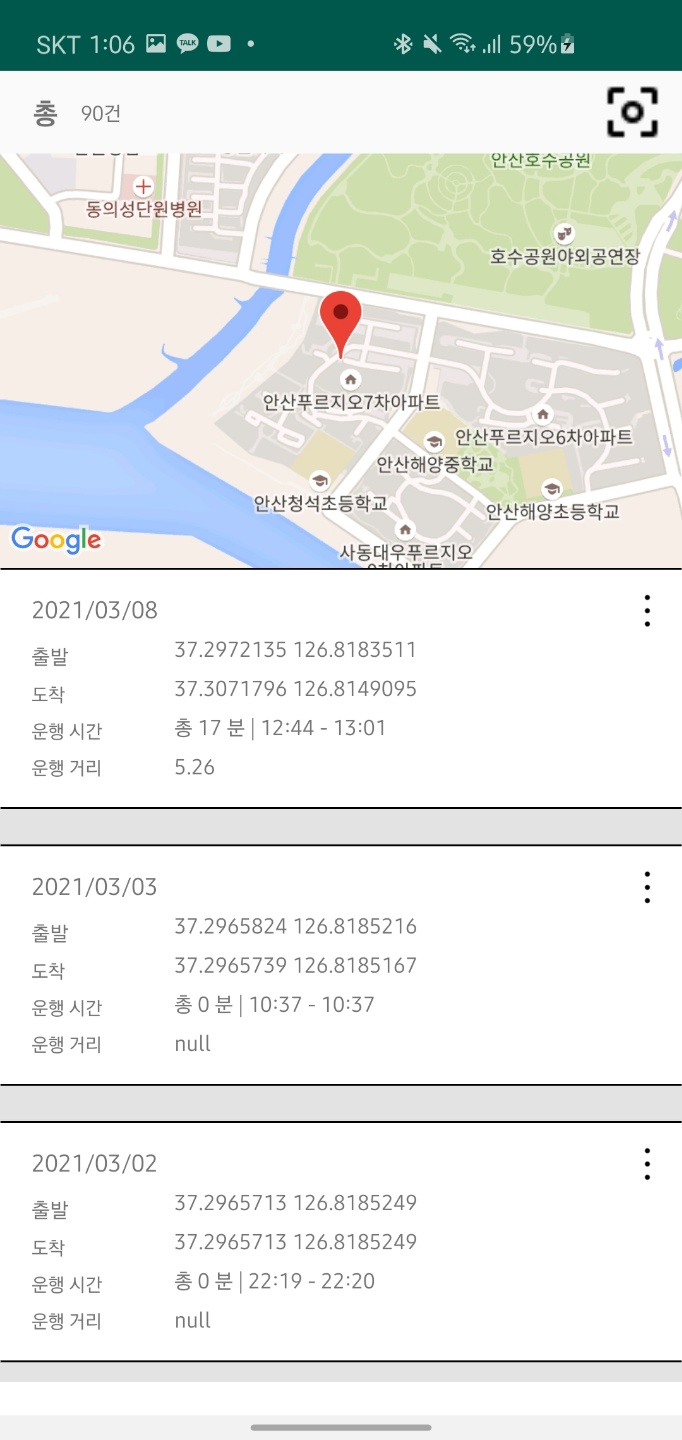 SKT 1:06 TALK 59%
총 90건
안산호수공원
동의성단원병원
호수공원야외공연장
안산푸르지오7차아파트
안산푸르지오6차아파트
안산해양중학교
안산청석초등학교
안산해양초등학교
사동대우푸르지오
Google
2021/03/08
출발 37.2972135 126.8183511
도착 37.3071796 126.8149095
운행 시간 총 17 분 | 12:44 - 13:01
운행 거리 5.26
2021/03/03
출발 37.2965824 126.8185216
도착 37.2965739 126.8185167
운행 시간 총 0 분 | 10:37 - 10:37
운행 거리 null
2021/03/02
출발 37.2965713 126.8185249
도착 37.2965713 126.8185249
운행 시간 총 0 분 | 22:19 - 22:20
운행 거리 null